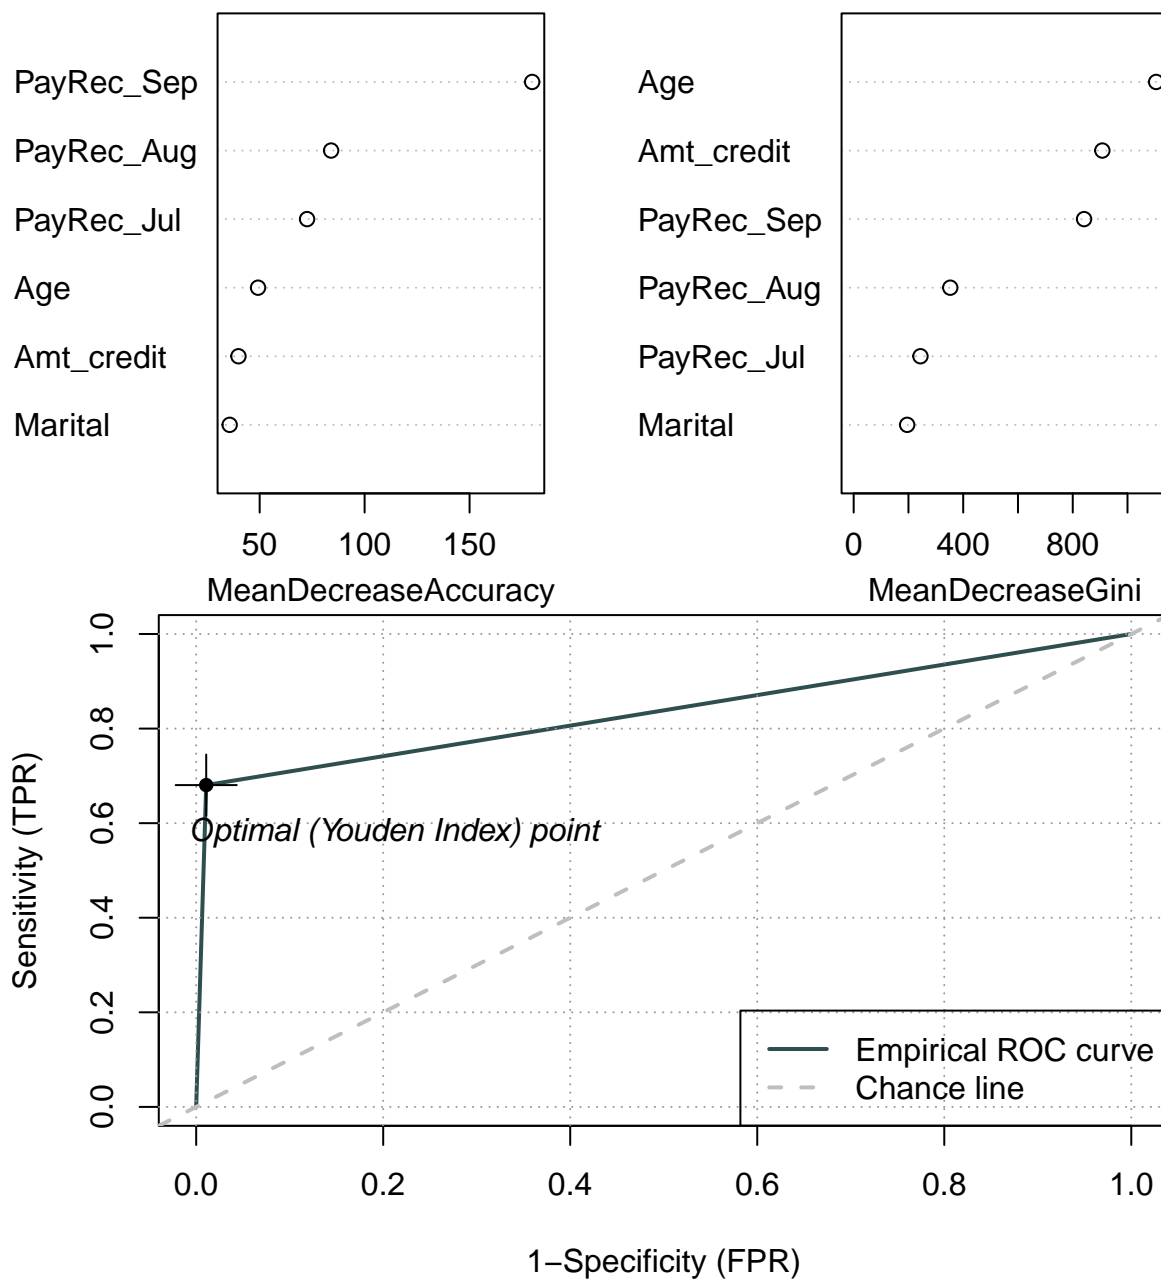 PayRec_Sep
PayRec_Aug
PayRec_Jul
Age
Amt_credit
Marital
50 100 150
MeanDecreaseAccuracy
Age
Amt_credit
PayRec_Sep
PayRec_Aug
PayRec_Jul
Marital
0 400 800
MeanDecreaseGini
Sensitivity (TPR)
1.0
0.8
0.6
0.4
0.2
0.0
Optimal (Youden Index) point
Empirical ROC curve
Chance line
0.0 0.2 0.4 0.6 0.8 1.0
1−Specificity (FPR)